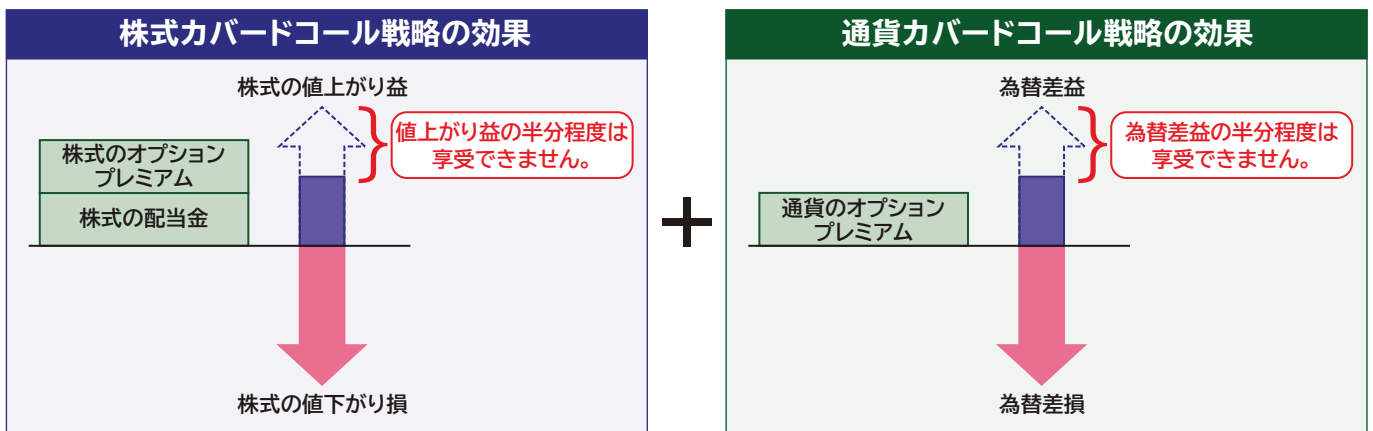 株式カバードコール戦略の効果
株式の値上がり益
値上がり益の半分程度は
享受できません。
株式のオプション
プレミアム
株式の配当金
株式の値下がり損
+
通貨カバードコール戦略の効果
為替差益
為替差益の半分程度は
享受できません。
通貨のオプション
プレミアム
為替差損